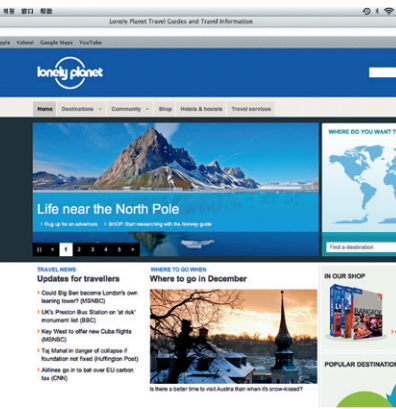 书签 窗口 帮助
Lonely Planet Travel Guides and Travel Information
Yahoo! Google Maps YouTube
lonely planet
Home Destinations Community Shop Hotels & hostels Travel services
WHERE DO YOU WANT T
Life near the North Pole
› Rug up for an adventure › SHOP: Start researching with the Norway guide
1 2 3 4 5
Find a destination
TRAVEL NEWS
Updates for travellers
› Could Big Ben become London's own
leaning tower? (MSNBC)
› UK's Preston Bus Station on 'at risk'
monument list (BBC)
› Key West to offer new Cuba flights
(MSNBC)
› Taj Mahal in danger of collapse if
foundation not fixed (Huffington Post)
› Airlines go in to bat over EU carbon
tax (CNN)
WHERE TO GO WHEN
Where to go in December
Is there a better time to visit Austria than when it's snow-kissed?
IN OUR SHOP
BANGKOK
POPULAR DESTINATION